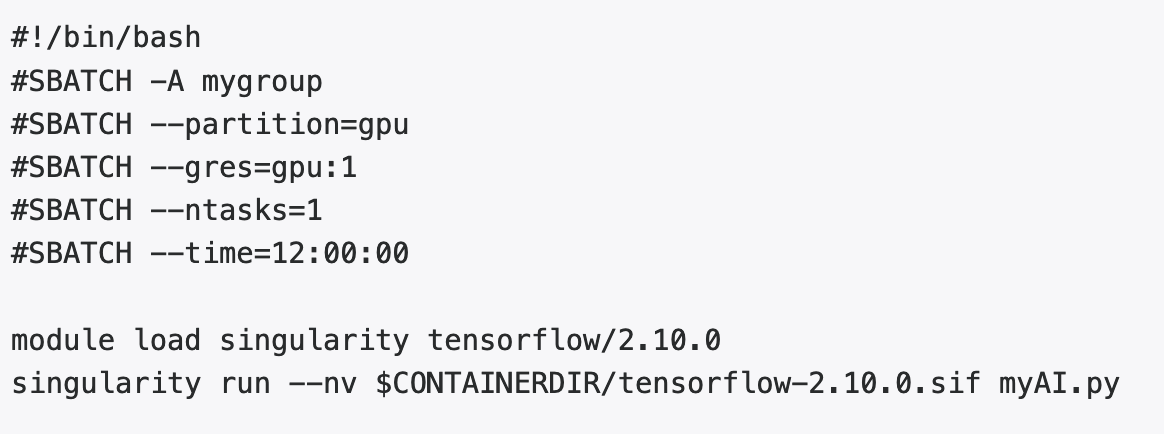 #!/bin/bash
#SBATCH -A mygroup
#SBATCH --partition=gpu
#SBATCH --gres=gpu:1
#SBATCH --ntasks=1
#SBATCH --time=12:00:00
module load singularity tensorflow/2.10.0
singularity run --nv $CONTAINERDIR/tensorflow-2.10.0.sif myAI.py